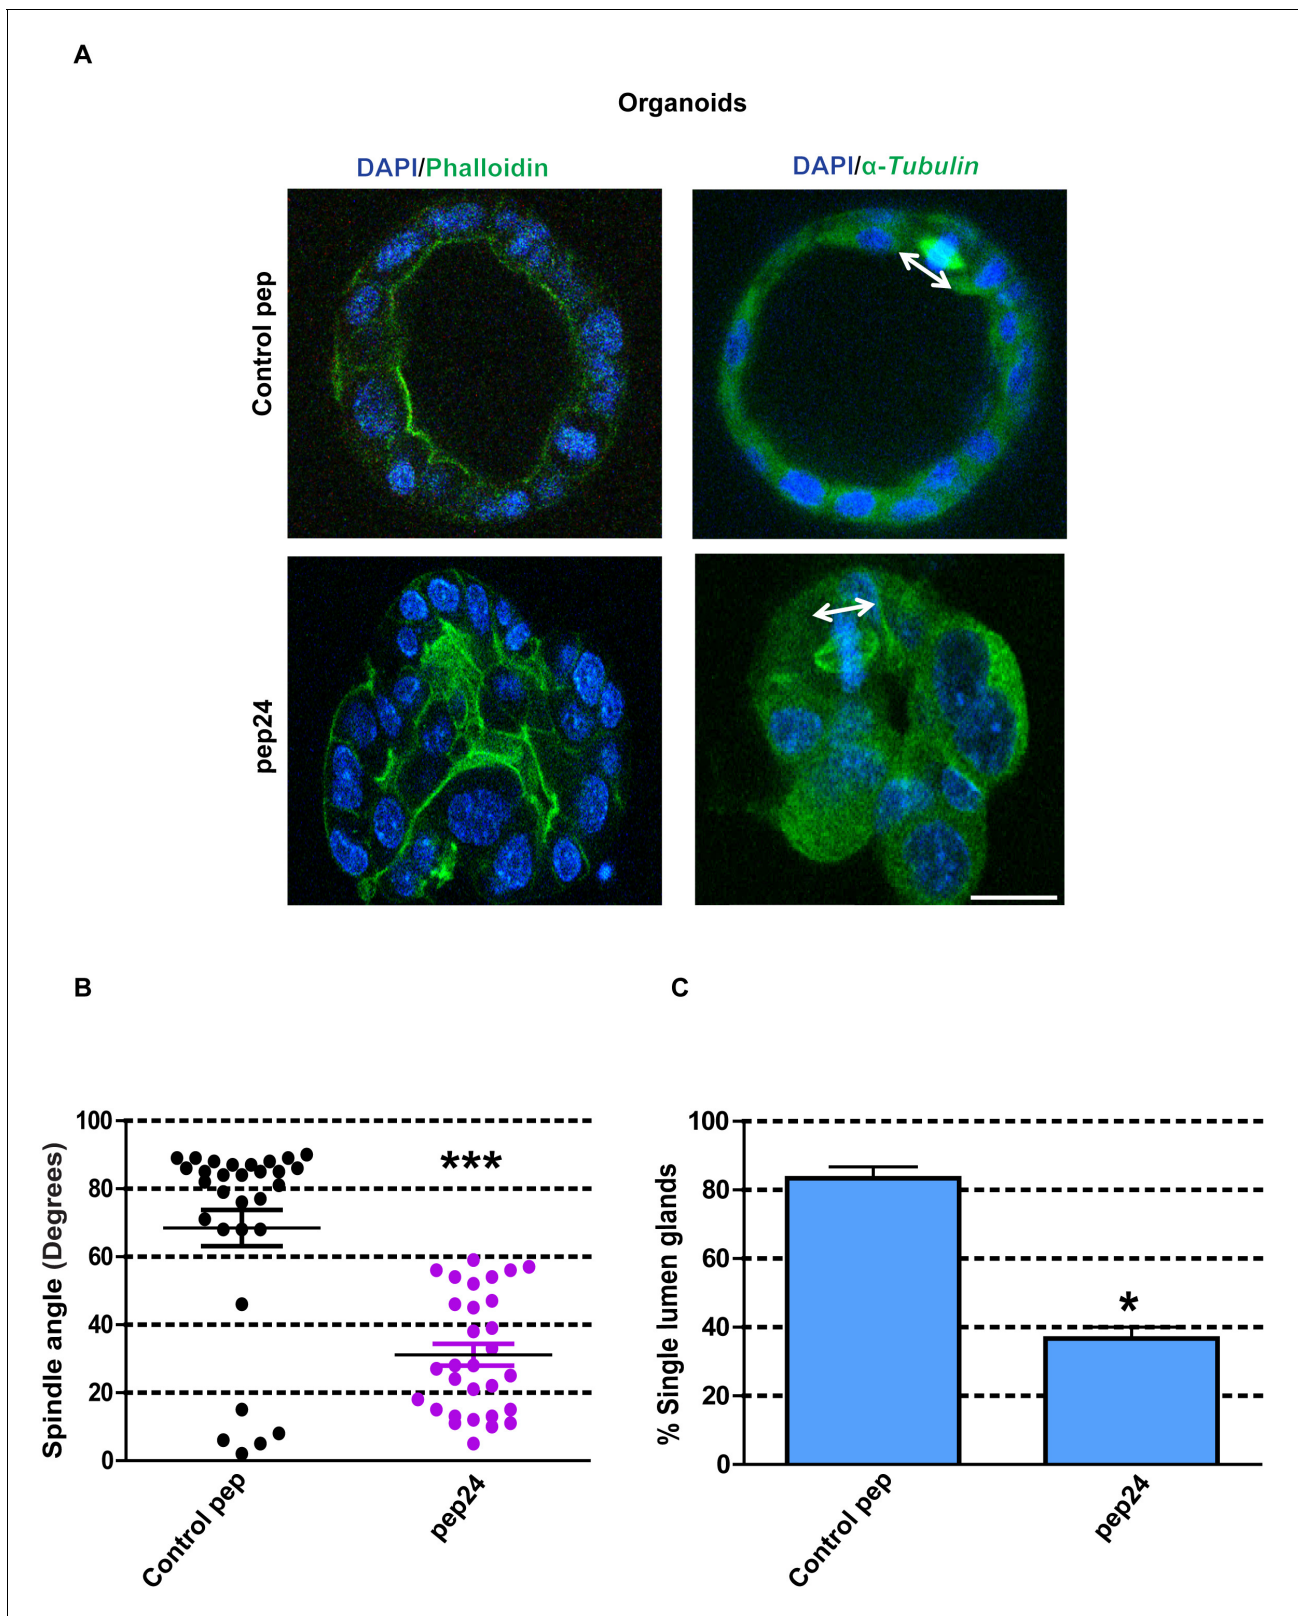 A
Organoids
DAPI/Phalloidin
DAPI/α-Tubulin
Control pep
pep24
B
C
Spindle angle (Degrees)
100
80
60
40
20
0
***
Control pep
pep24
% Single lumen glands
100
80
60
40
20
0
*
Control pep
pep24